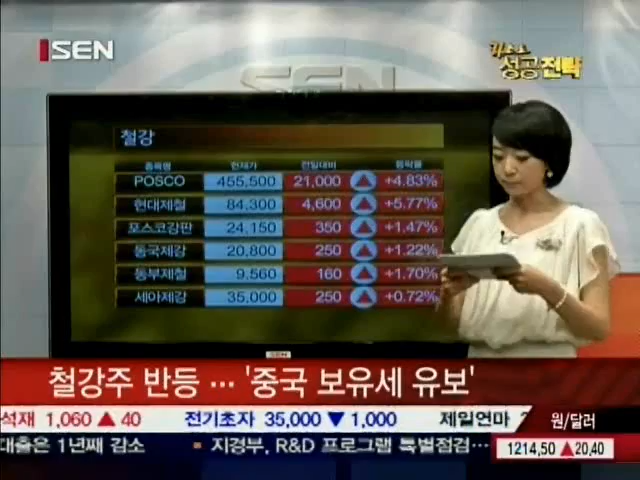 SEN
성공전략
SEN
철강
종목명 현재가 전일대비 등락률
POSCO 455,500 21,000 ▲ +4.83%
현대제철 84,300 4,600 ▲ +5.77%
포스코강판 24,150 350 ▲ +1.47%
동국제강 20,800 250 ▲ +1.22%
동부제철 9,560 160 ▲ +1.70%
세아제강 35,000 250 ▲ +0.72%
SEN
철강주 반등 … '중국 보유세 유보'
석재 1,060 ▲ 40 전기초자 35,000 ▼ 1,000 제일연마
원/달러
대출은 1년째 감소 ▪ 지경부, R&D 프로그램 특별점검…
1214,50 ▲20,40